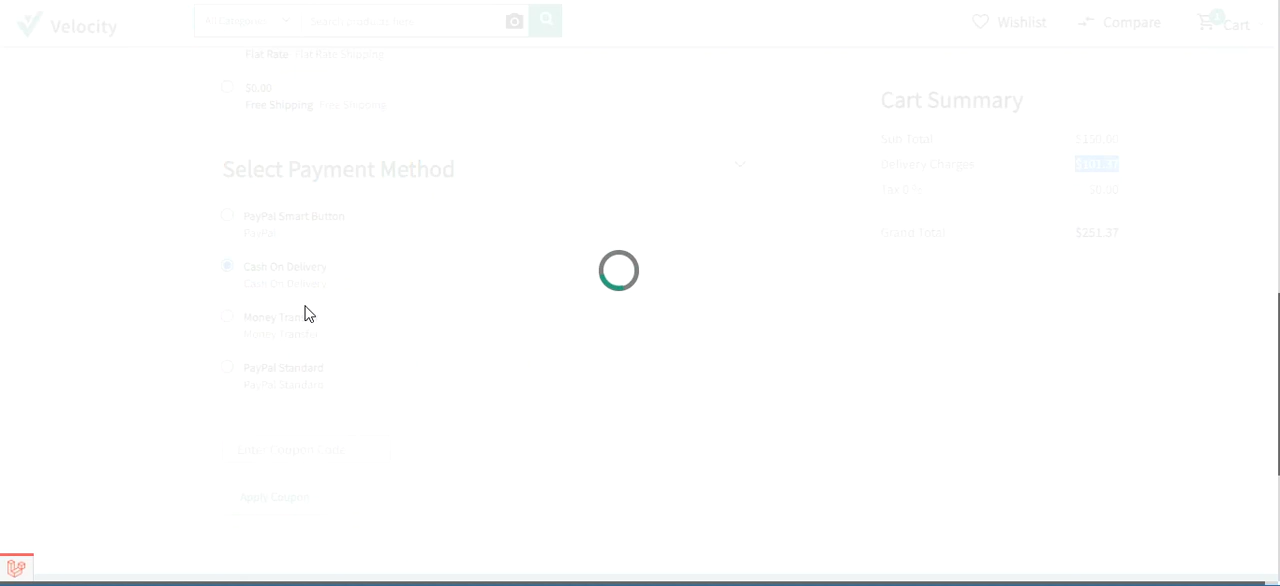 Velocity
All Categories
Search products here
Wishlist
Compare
2
Cart
Flat Rate Flat Rate Shipping
$0.00
Free Shipping Free Shipping
Select Payment Method
PayPal Smart Button
PayPal
Cash On Delivery
Cash On Delivery
Money Transfer
Money Transfer
PayPal Standard
PayPal Standard
Enter Coupon Code
Apply Coupon
Cart Summary
Sub Total $150.00
Delivery Charges $101.37
Tax 0 % $0.00
Grand Total $251.37